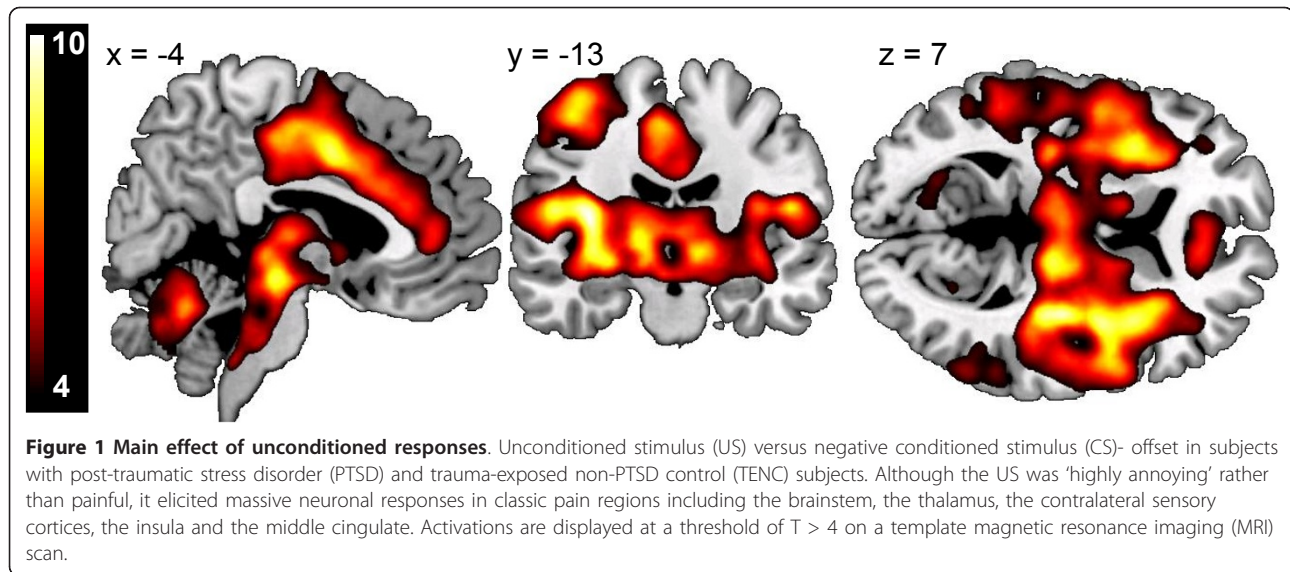 10
x = -4
y = -13
z = 7
4
Figure 1 Main effect of unconditioned responses. Unconditioned stimulus (US) versus negative conditioned stimulus (CS)- offset in subjects
with post-traumatic stress disorder (PTSD) and trauma-exposed non-PTSD control (TENC) subjects. Although the US was ‘highly annoying’ rather
than painful, it elicited massive neuronal responses in classic pain regions including the brainstem, the thalamus, the contralateral sensory
cortices, the insula and the middle cingulate. Activations are displayed at a threshold of T > 4 on a template magnetic resonance imaging (MRI)
scan.